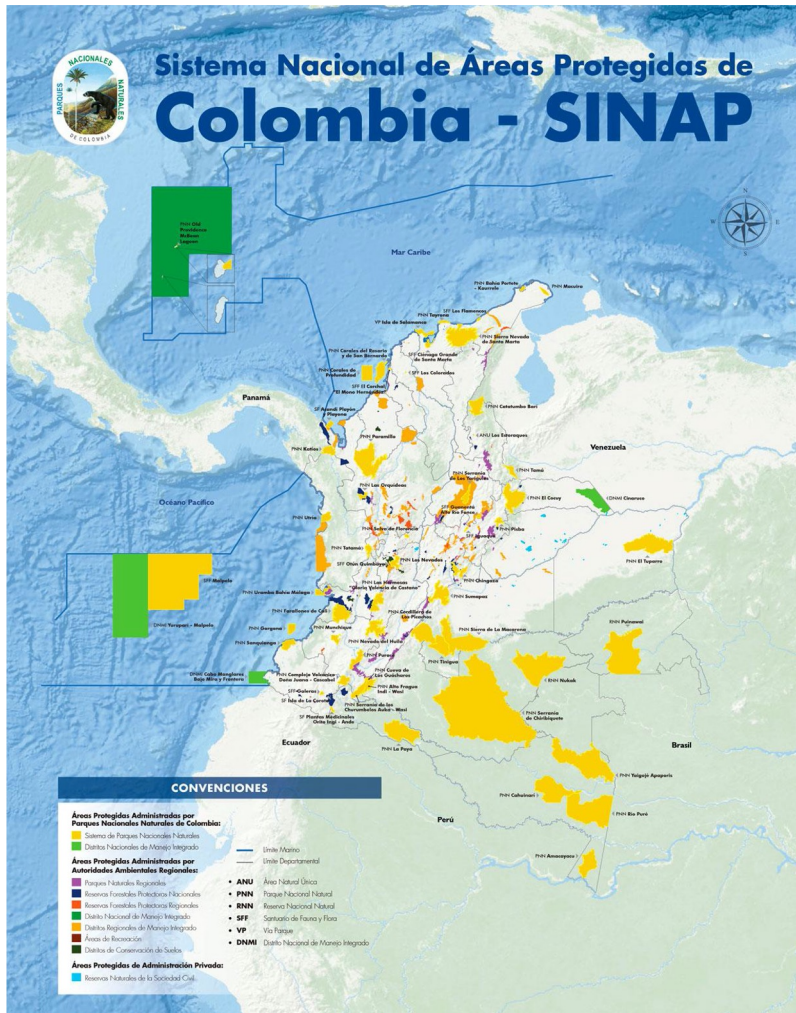 Sistema Nacional de Áreas Protegidas de
Colombia - SINAP
PARQUES
NACIONALES
NATURALES
DE COLOMBIA
N
W
E
S
PNN Old
Providence
McBean
Lagoon
Mar Caribe
PNN Bahía Portete
- Kaurrele
PNN Macuira
SFF Los Flamencos
PNN Tayrona
VP Isla de Salamanca
PNN Sierra Nevada
de Santa Marta
PNN Corales del Rosario
y de San Bernardo
SFF Ciénaga Grande
de Santa Marta
PNN Corales de
Profundidad
SFF Los Colorados
SFF El Corchal
"El Mono Hernández"
Panamá
PNN Catatumbo Bari
SF Acandí Playón
y Playona
PNN Paramillo
ANU Los Estoraques
Venezuela
PNN Katíos
PNN Tamá
PNN Serranía
de Los Yariguíes
PNN Las Orquídeas
PNN El Cocuy
DNMI Cinaruco
Océano Pacífico
SFF Guanentá
Alto Río Fonce
PNN Utría
PNN Selva de Florencia
PNN Pisba
SFF Iguaque
PNN Tatamá
SFF Otún Quimbaya
PNN Los Nevados
PNN El Tuparro
SFF Malpelo
PNN Chingaza
PNN Las Hermosas
"Gloria Valencia de Castaño"
PNN Uramba Bahía Málaga
PNN Sumapaz
PNN Farallones de Cali
PNN Cordillera de
Los Picachos
PNN Puinawai
DNMI Yuruparí - Malpelo
PNN Gorgona
PNN Munchique
PNN Sierra de La Macarena
PNN Sanquianga
PNN Nevado del Huila
PNN Puracé
PNN Tinigua
DNMI Cabo Manglares
Bajo Mira y Frontera
PNN Complejo Volcánico
Doña Juana - Cascabel
PNN Cueva de
Los Guácharos
RNN Nukak
SFF Galeras
PNN Alto Fragua
Indi - Wasi
SF Isla de La Corota
PNN Serranía de los
Churumbelos Auka - Wasi
PNN Serranía
de Chiribiquete
SF Plantas Medicinales
Orito Ingi - Ande
Ecuador
PNN La Paya
Brasil
PNN Yaigojé Apaporis
PNN Cahuinarí
Perú
PNN Río Puré
PNN Amacayacu
CONVENCIONES
Áreas Protegidas Administradas por
Parques Nacionales Naturales de Colombia:
Sistema de Parques Nacionales Naturales
Distritos Nacionales de Manejo Integrado
Áreas Protegidas Administradas por
Autoridades Ambientales Regionales:
Parques Naturales Regionales
Reservas Forestales Protectoras Nacionales
Reservas Forestales Protectoras Regionales
Distrito Nacional de Manejo Integrado
Distritos Regionales de Manejo Integrado
Áreas de Recreación
Distritos de Conservación de Suelos
Áreas Protegidas de Administración Privada:
Reservas Naturales de la Sociedad Civil
Límite Marino
Límite Departamental
• ANU Área Natural Única
• PNN Parque Nacional Natural
• RNN Reserva Nacional Natural
• SFF Santuario de Fauna y Flora
• VP Vía Parque
• DNMI Distrito Nacional de Manejo Integrado